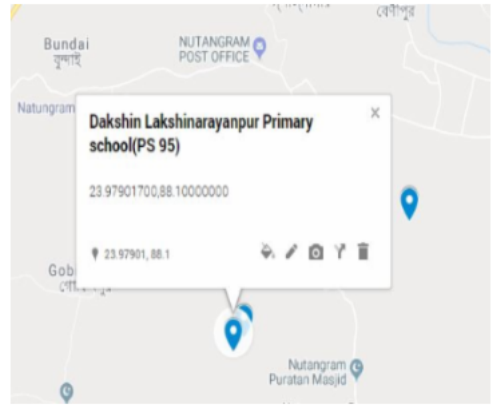 বেণীপুর
Bundai
কুন্দাই
NUTANGRAM
POST OFFICE
Natungram
Dakshin Lakshinarayanpur Primary
school(PS 95)
23.97901700,88.10000000
23.97901, 88.1
Gob
Nutangram
Puratan Masjid